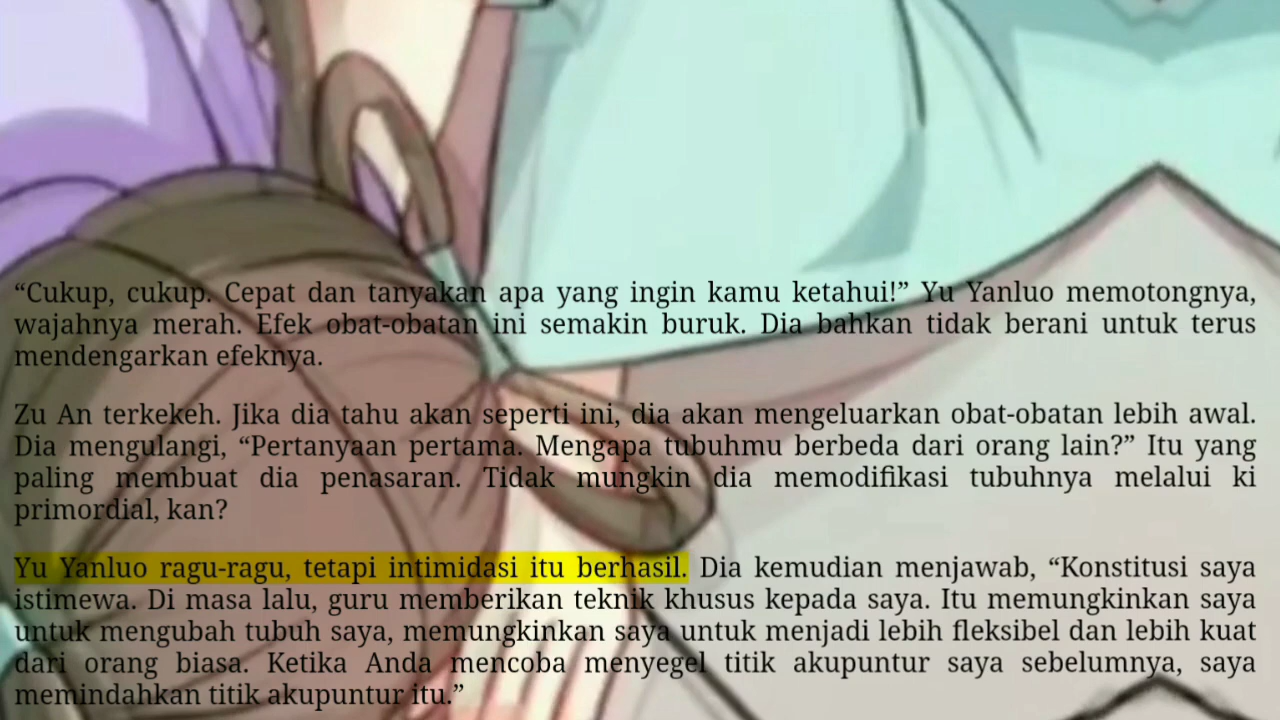 “Cukup, cukup. Cepat dan tanyakan apa yang ingin kamu ketahui!” Yu Yanluo memotongnya,
wajahnya merah. Efek obat-obatan ini semakin buruk. Dia bahkan tidak berani untuk terus
mendengarkan efeknya.
Zu An terkekeh. Jika dia tahu akan seperti ini, dia akan mengeluarkan obat-obatan lebih awal.
Dia mengulangi, “Pertanyaan pertama. Mengapa tubuhmu berbeda dari orang lain?” Itu yang
paling membuat dia penasaran. Tidak mungkin dia memodifikasi tubuhnya melalui ki
primordial, kan?
Yu Yanluo ragu-ragu, tetapi intimidasi itu berhasil. Dia kemudian menjawab, “Konstitusi saya
istimewa. Di masa lalu, guru memberikan teknik khusus kepada saya. Itu memungkinkan saya
untuk mengubah tubuh saya, memungkinkan saya untuk menjadi lebih fleksibel dan lebih kuat
dari orang biasa. Ketika Anda mencoba menyegel titik akupuntur saya sebelumnya, saya
memindahkan titik akupuntur itu.”